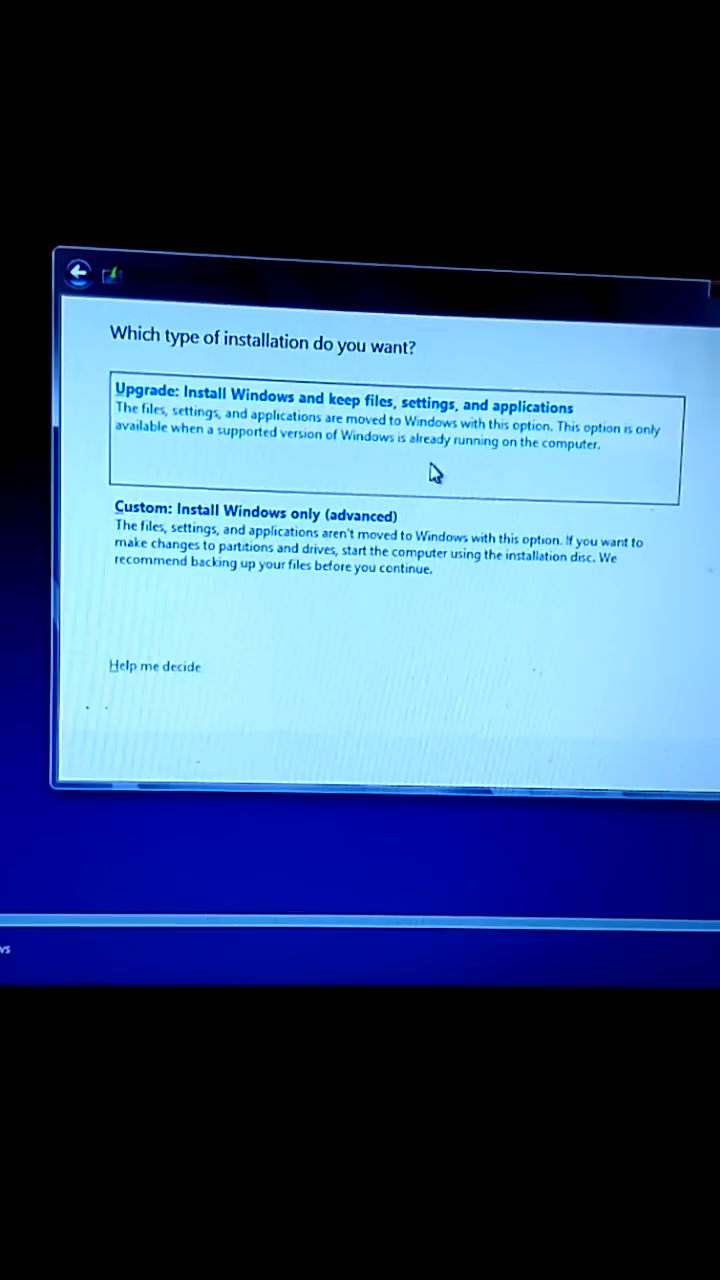 Which type of installation do you want?
Upgrade: Install Windows and keep files, settings, and applications
The files, settings, and applications are moved to Windows with this option. This option is only
available when a supported version of Windows is already running on the computer.
Custom: Install Windows only (advanced)
The files, settings, and applications aren't moved to Windows with this option. If you want to
make changes to partitions and drives, start the computer using the installation disc. We
recommend backing up your files before you continue.
Help me decide